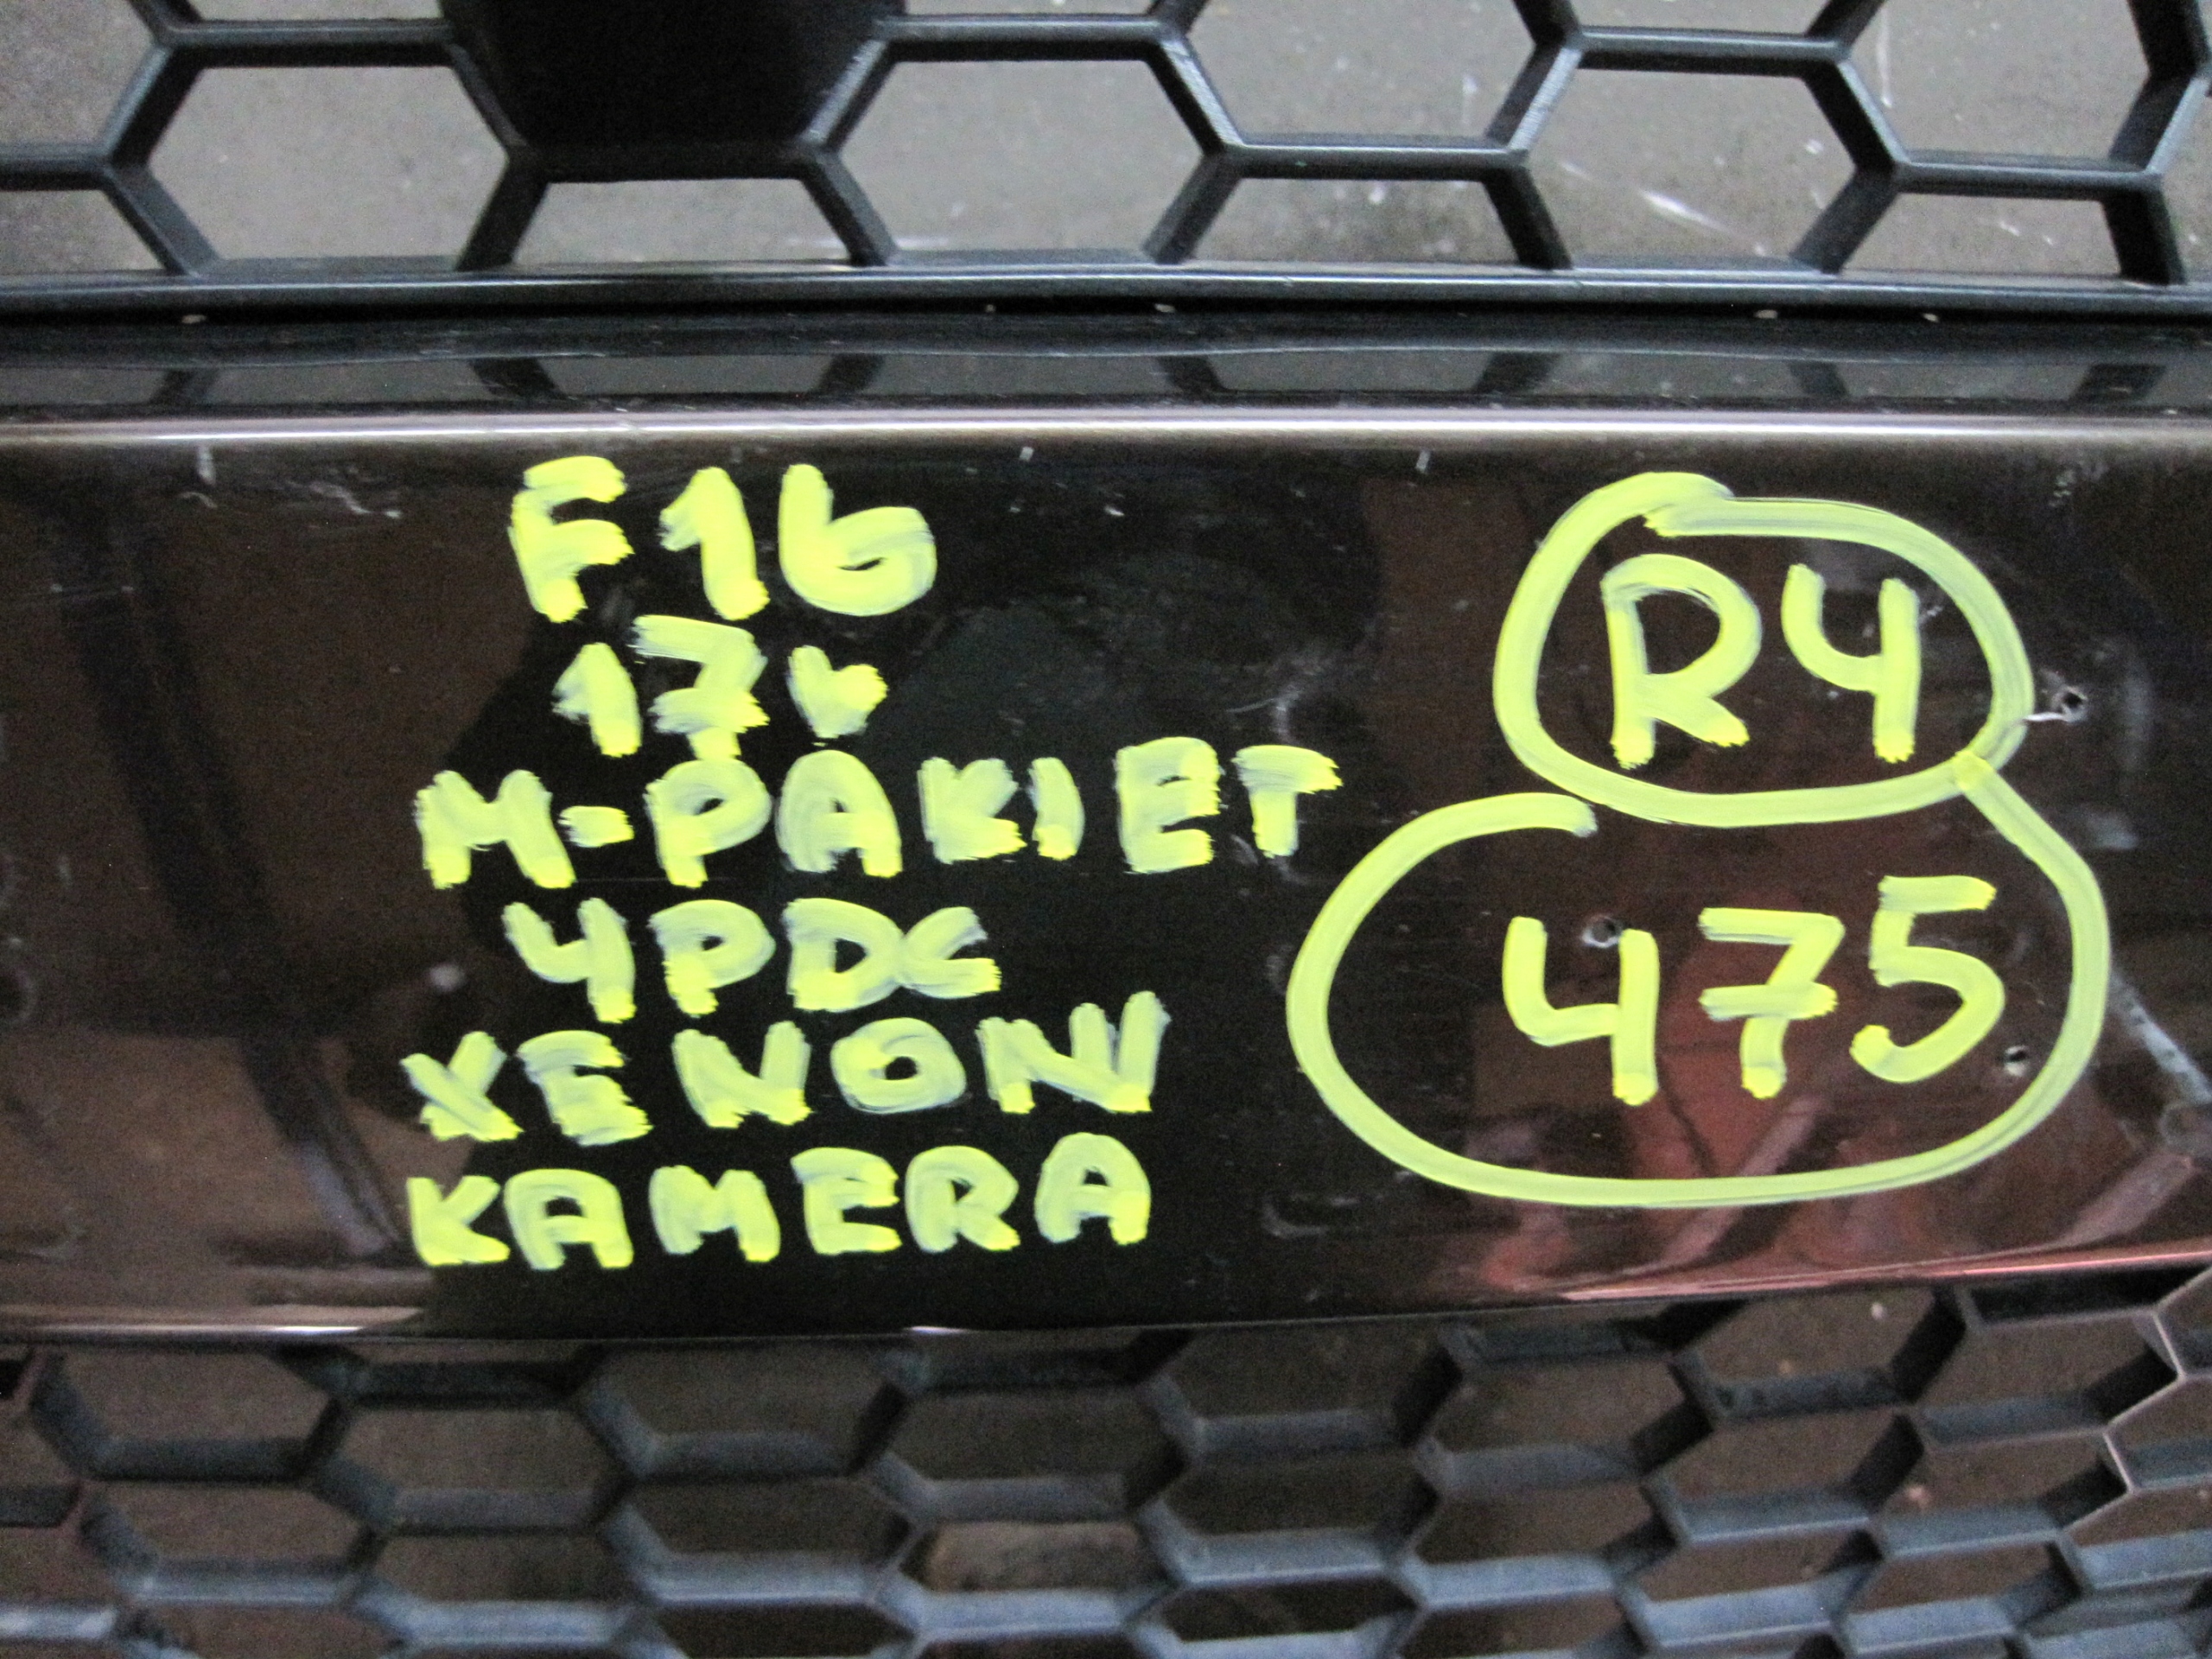 F16
17r
M-PAKIET
4PDC
XENON
KAMERA
R4
475